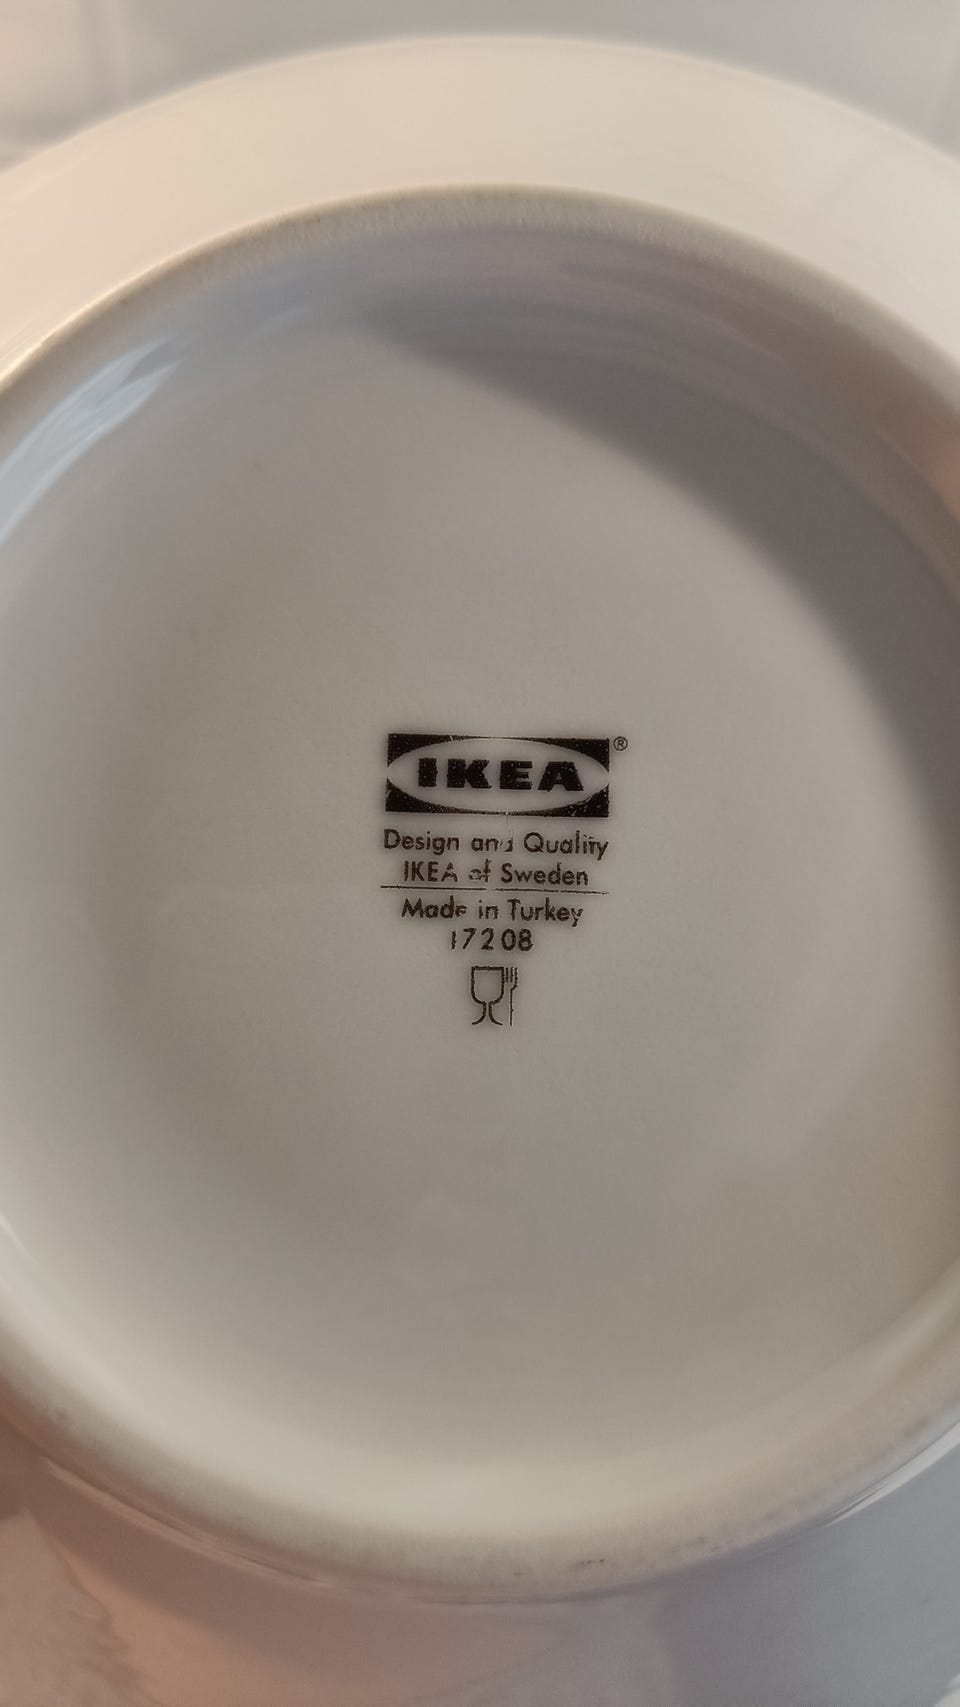 IKEA®
Design and Quality
IKEA of Sweden
Made in Turkey
17208